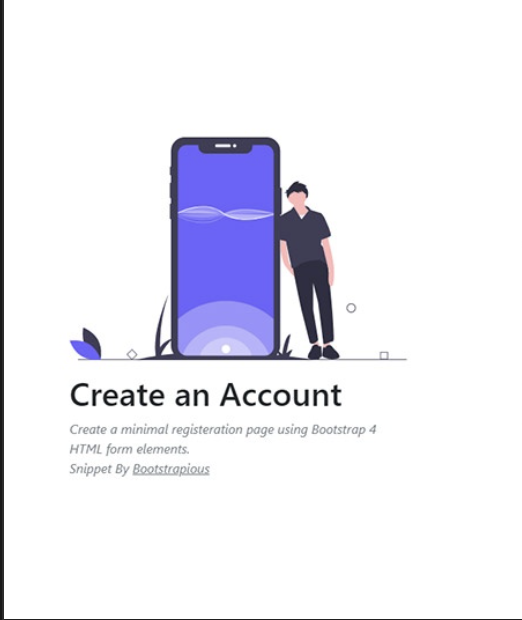 Create an Account
Create a minimal registeration page using Bootstrap 4
HTML form elements.
Snippet By Bootstrapious